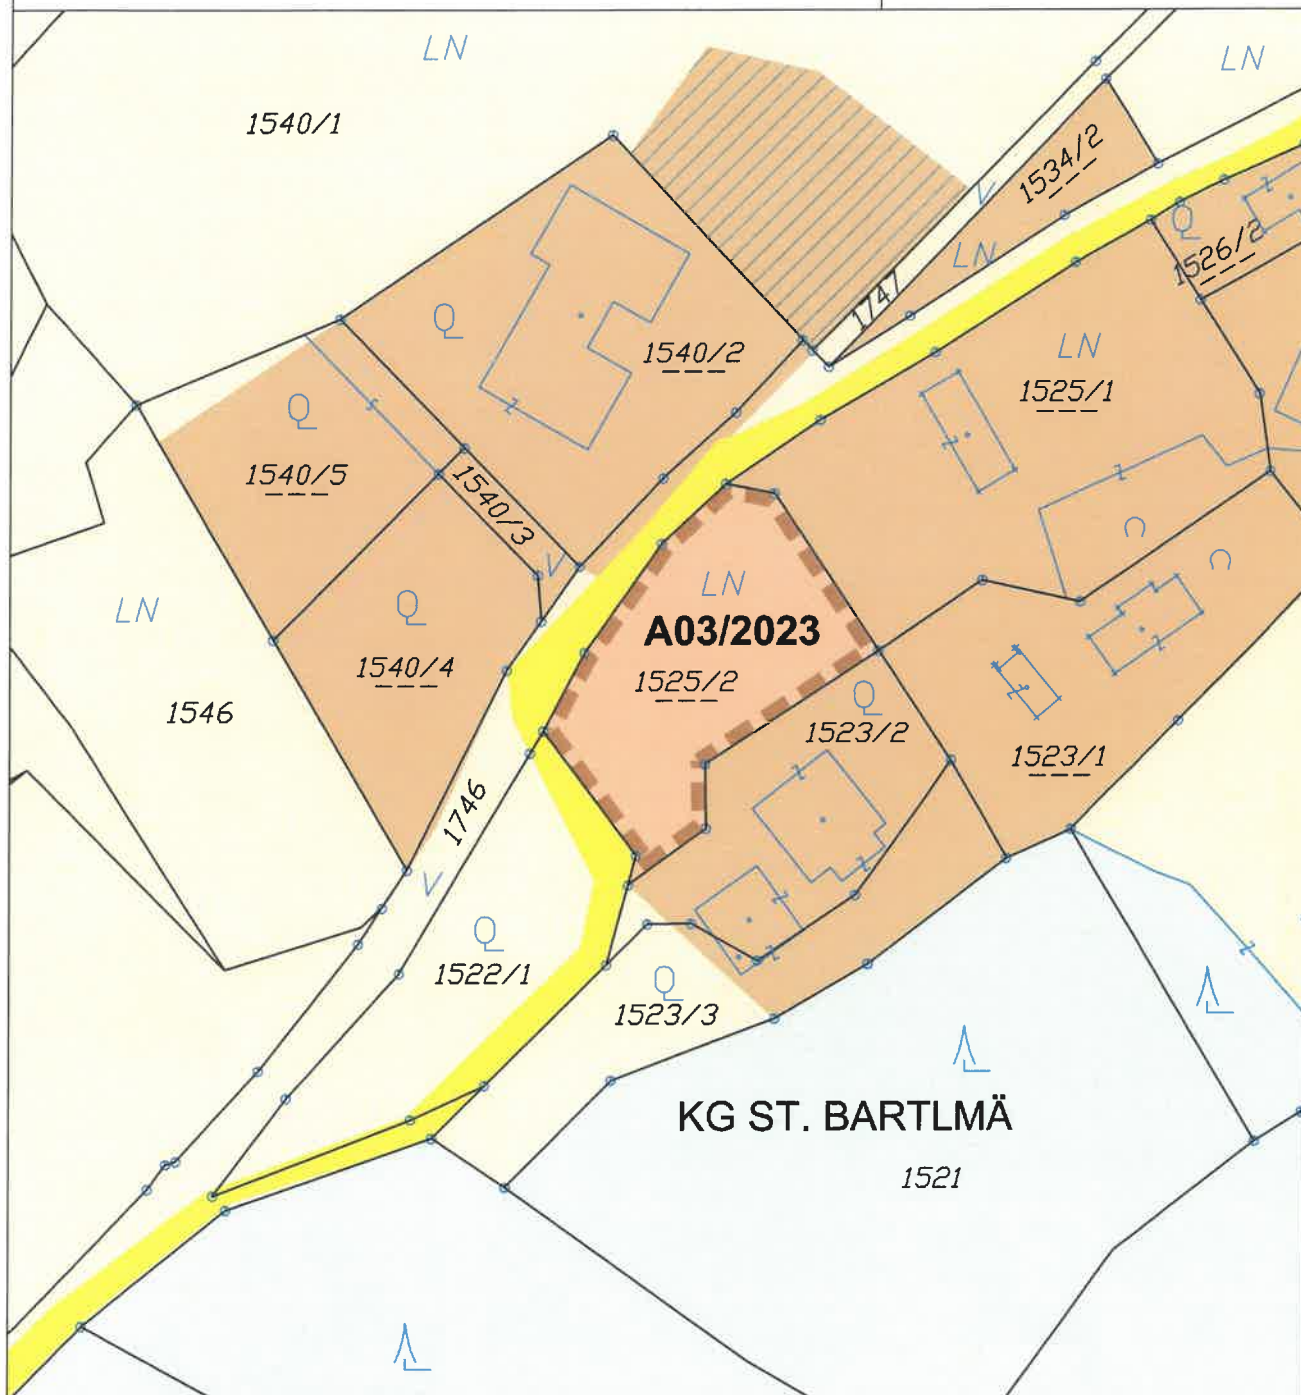 LN
LN
1540/1
1534/2
V
Q
1526/2
LN
1747
Q
1540/2
LN
1525/1
Q
1540/5
1540/3
V
LN
Q
LN
A03/2023
1540/4
1525/2
1546
Q
1523/2
1523/1
1746
V
Q
1522/1
Q
1523/3
KG ST. BARTLMÄ
1521